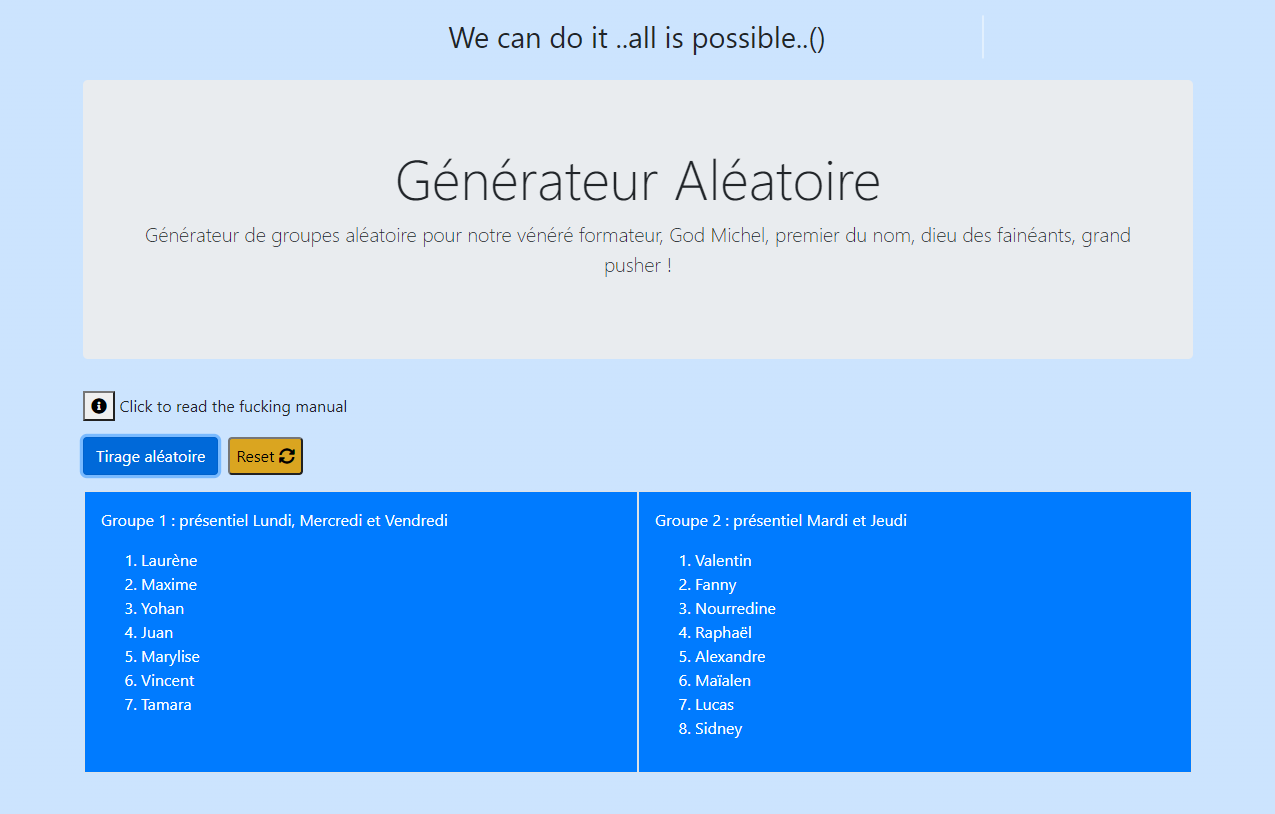 We can do it ..all is possible..()
Générateur Aléatoire
Générateur de groupes aléatoire pour notre vénéré formateur, God Michel, premier du nom, dieu des fainéants, grand
pusher !
Click to read the fucking manual
Tirage aléatoire
Reset
Groupe 1 : présentiel Lundi, Mercredi et Vendredi
1. Laurène
2. Maxime
3. Yohan
4. Juan
5. Marylise
6. Vincent
7. Tamara
Groupe 2 : présentiel Mardi et Jeudi
1. Valentin
2. Fanny
3. Nourredine
4. Raphaël
5. Alexandre
6. Maïalen
7. Lucas
8. Sidney